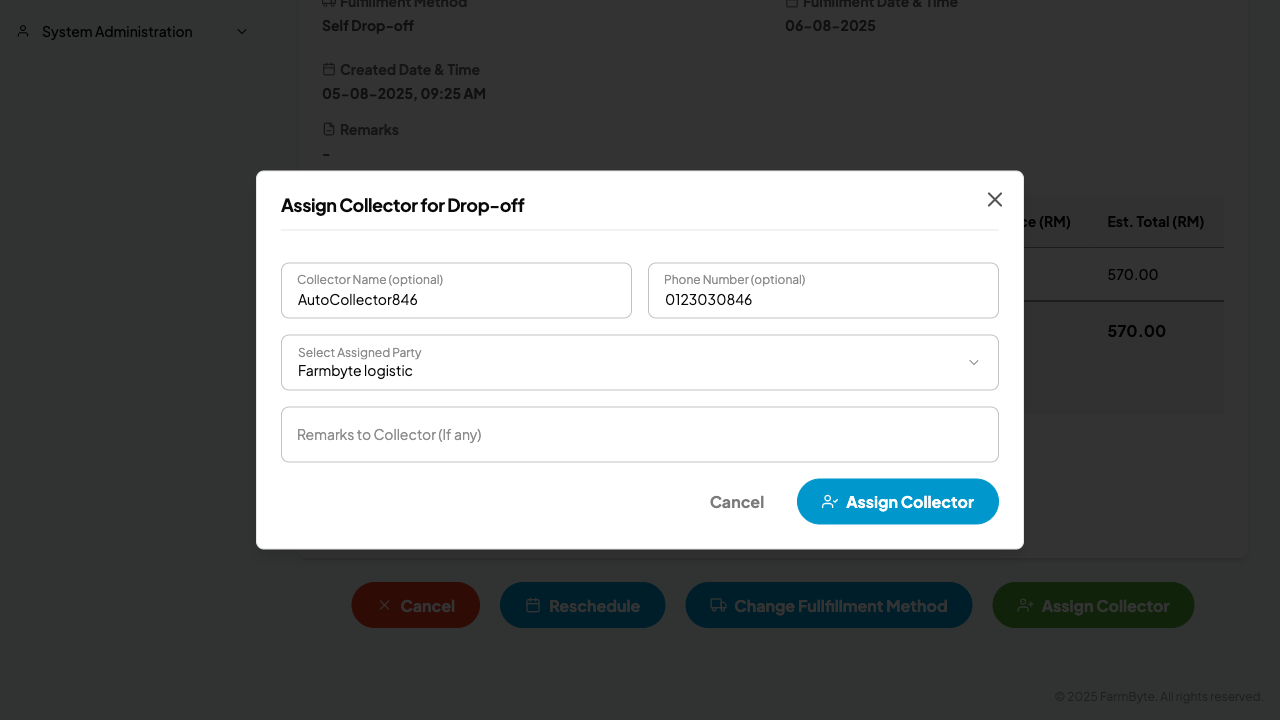 Fulfillment Method
Fulfillment Date & Time
System Administration
Self Drop-off
06-08-2025
Created Date & Time
05-08-2025, 09:25 AM
Remarks
-
Assign Collector for Drop-off
ce (RM)
Est. Total (RM)
Collector Name (optional)
AutoCollector846
Phone Number (optional)
0123030846
570.00
570.00
Select Assigned Party
Farmbyte logistic
Remarks to Collector (If any)
Cancel
Assign Collector
Cancel
Reschedule
Change Fullfillment Method
Assign Collector
© 2025 FarmByte. All rights reserved.